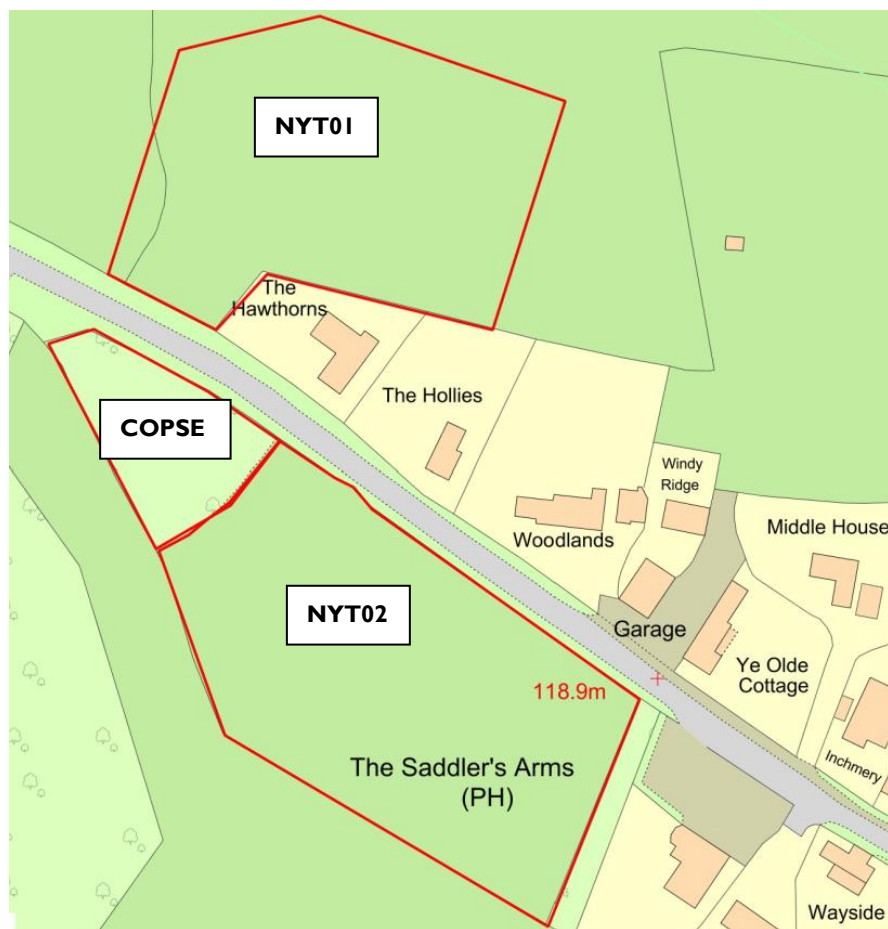 NYT01
The
Hawthorns
The Hollies
COPSE
Windy
Ridge
Woodlands
Middle House
NYT02
Garage
Ye Olde
Cottage
118.9m
The Saddler's Arms
(PH)
Inchmery
Wayside